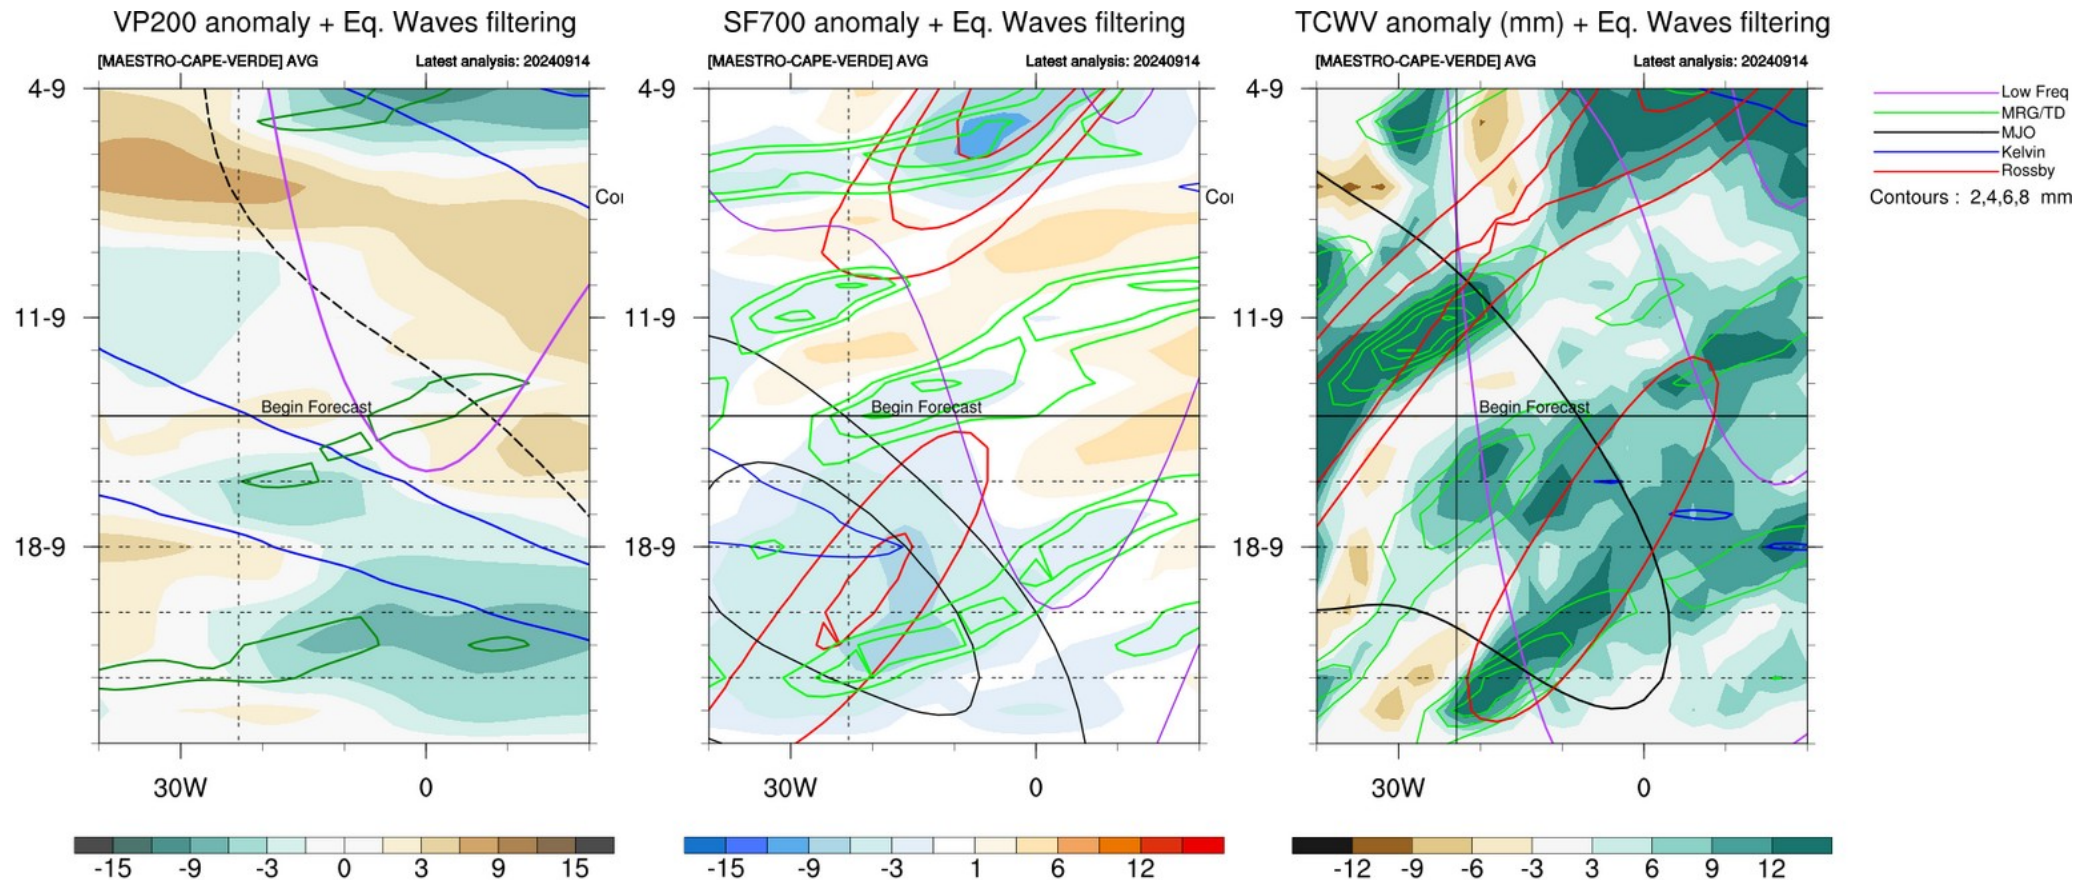 VP200 anomaly + Eq. Waves filtering
[MAESTRO-CAPE-VERDE] AVG Latest analysis: 20240914
4-9
11-9
18-9
Begin Forecast
Coi
30W 0
-15 -9 -3 0 3 9 15
SF700 anomaly + Eq. Waves filtering
[MAESTRO-CAPE-VERDE] AVG Latest analysis: 20240914
4-9
11-9
18-9
Begin Forecast
Coi
30W 0
-15 -9 -3 1 6 12
TCWV anomaly (mm) + Eq. Waves filtering
[MAESTRO-CAPE-VERDE] AVG Latest analysis: 20240914
4-9
11-9
18-9
Begin Forecast
30W 0
-12 -9 -6 -3 3 6 9 12
Low Freq
MRG/TD
MJO
Kelvin
Rossby
Contours : 2,4,6,8 mm